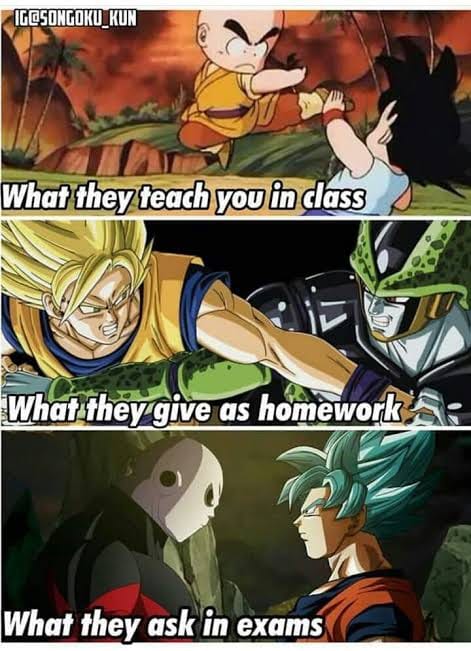 IG@SONGOKU_KUN
What they teach you in class
What they give as homework
What they ask in exams